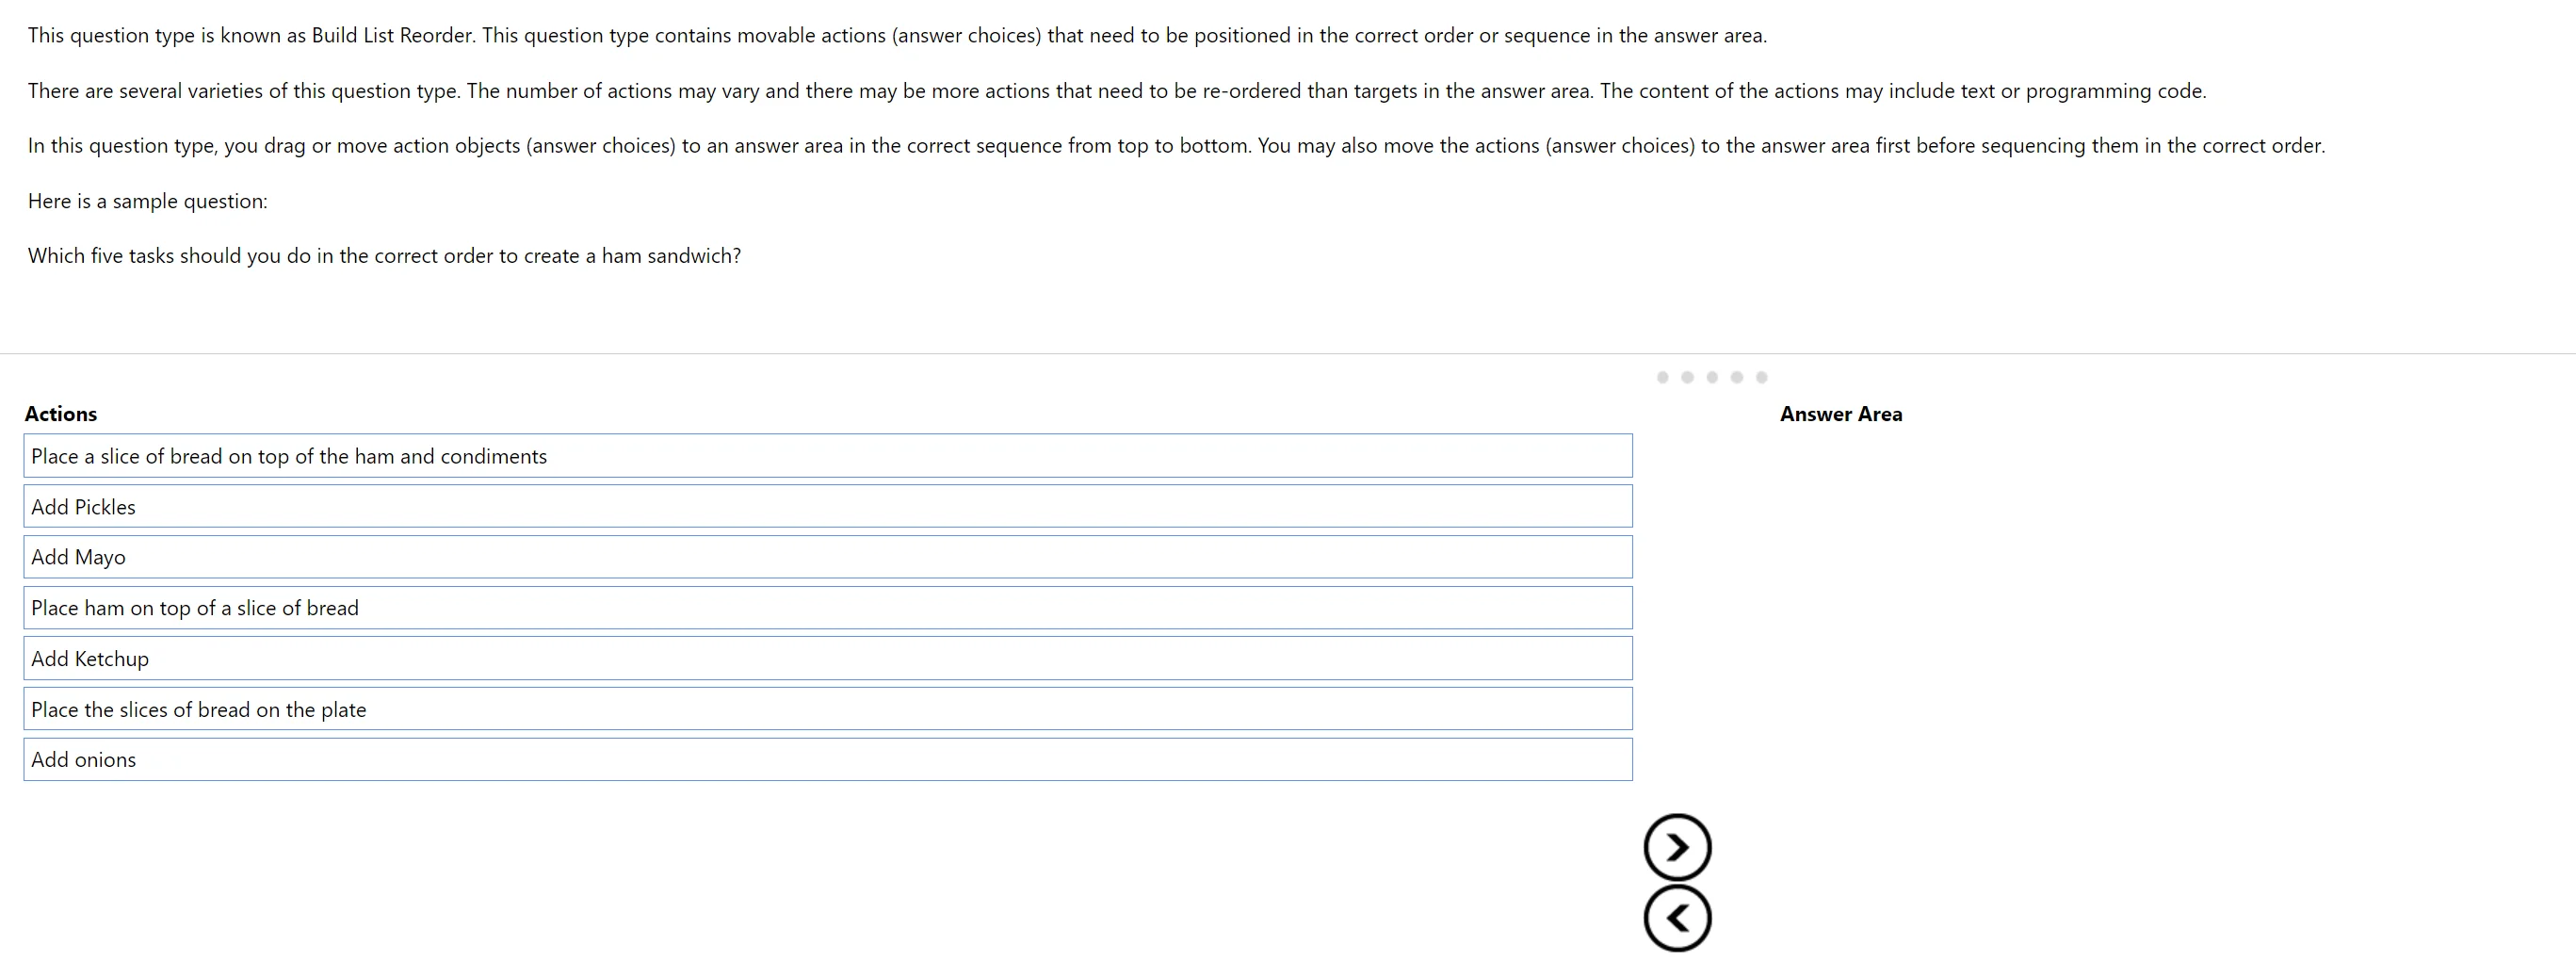 This question type is known as Build List Reorder. This question type contains movable actions (answer choices) that need to be positioned in the correct order or sequence in the answer area.
There are several varieties of this question type. The number of actions may vary and there may be more actions that need to be re-ordered than targets in the answer area. The content of the actions may include text or programming code.
In this question type, you drag or move action objects (answer choices) to an answer area in the correct sequence from top to bottom. You may also move the actions (answer choices) to the answer area first before sequencing them in the correct order.
Here is a sample question:
Which five tasks should you do in the correct order to create a ham sandwich?
Actions
Place a slice of bread on top of the ham and condiments
Add Pickles
Add Mayo
Place ham on top of a slice of bread
Add Ketchup
Place the slices of bread on the plate
Add onions
Answer Area